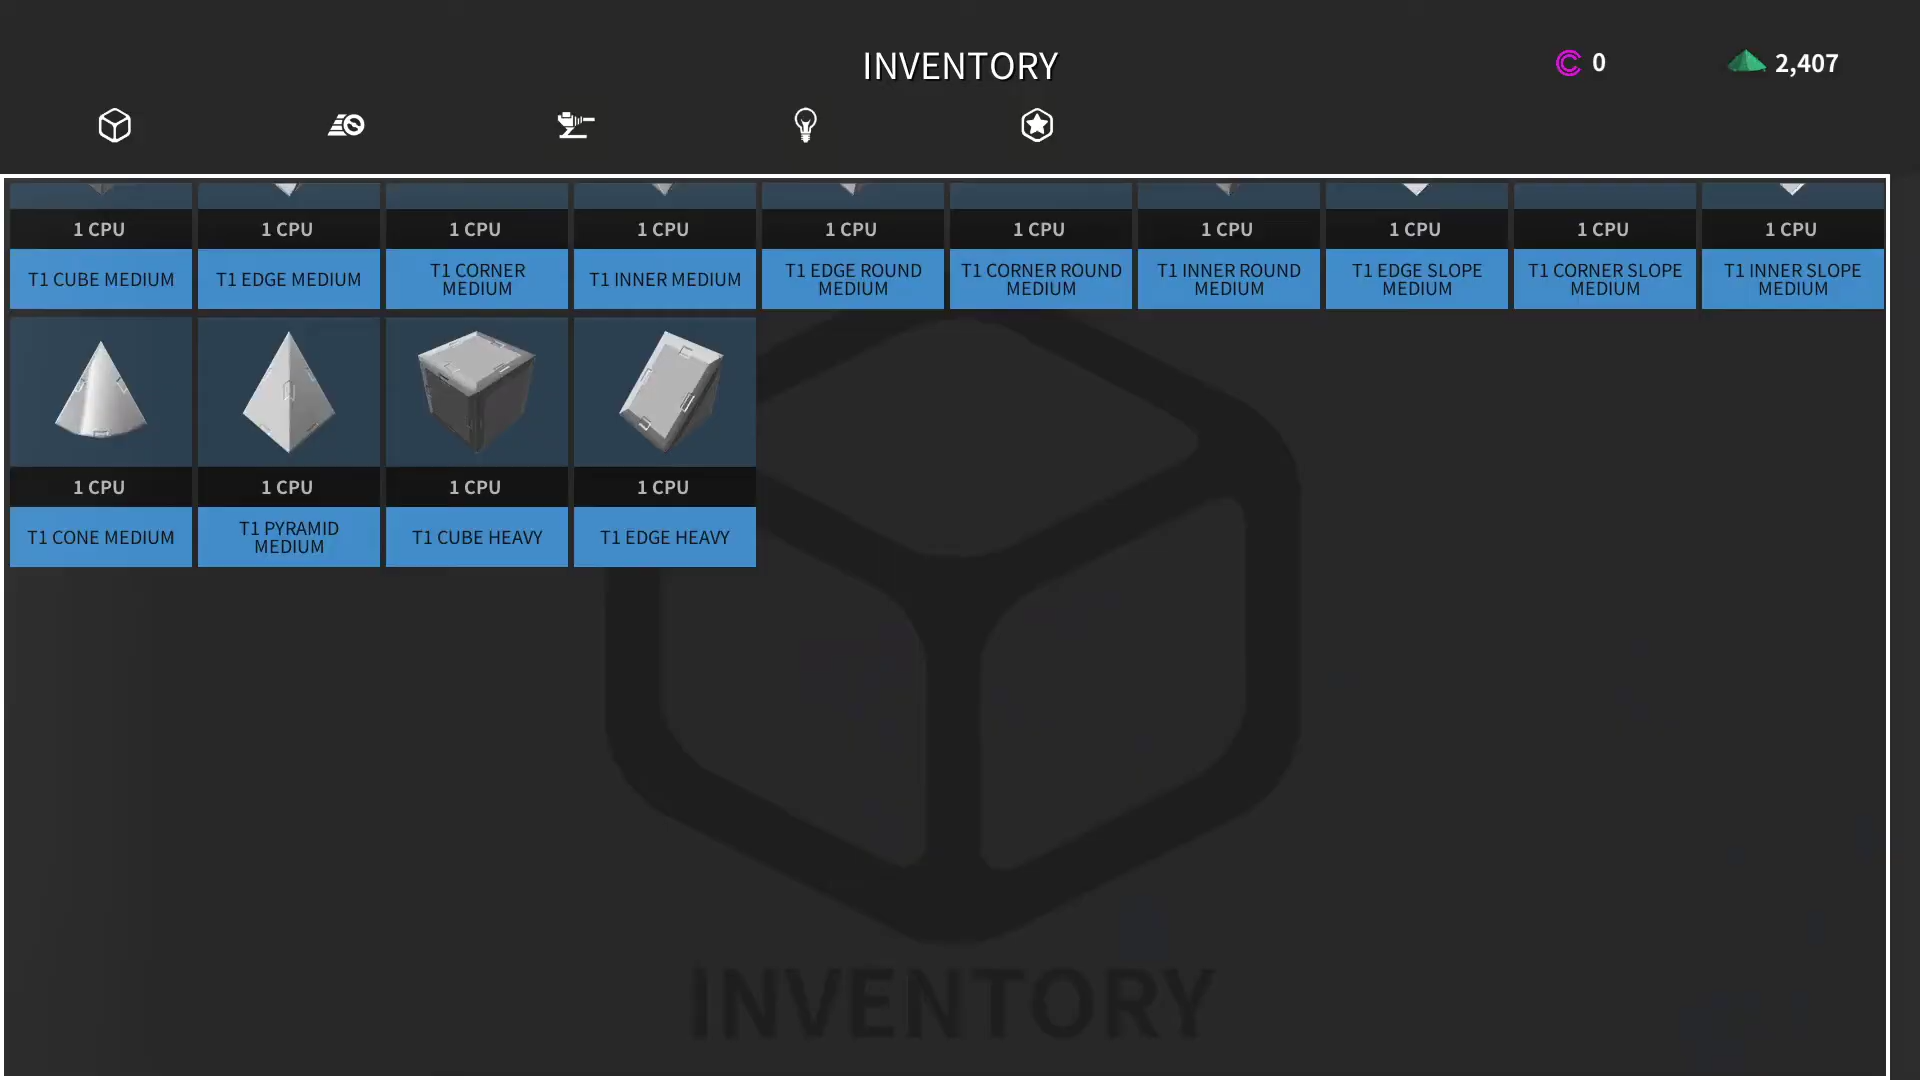 INVENTORY
0
2,407
1 CPU
1 CPU
1 CPU
1 CPU
1 CPU
1 CPU
1 CPU
1 CPU
1 CPU
1 CPU
T1 CUBE MEDIUM
T1 EDGE MEDIUM
T1 CORNER
MEDIUM
T1 INNER MEDIUM
T1 EDGE ROUND
MEDIUM
T1 CORNER ROUND
MEDIUM
T1 INNER ROUND
MEDIUM
T1 EDGE SLOPE
MEDIUM
T1 CORNER SLOPE
MEDIUM
T1 INNER SLOPE
MEDIUM
1 CPU
1 CPU
1 CPU
1 CPU
T1 CONE MEDIUM
T1 PYRAMID
MEDIUM
T1 CUBE HEAVY
T1 EDGE HEAVY
INVENTORY